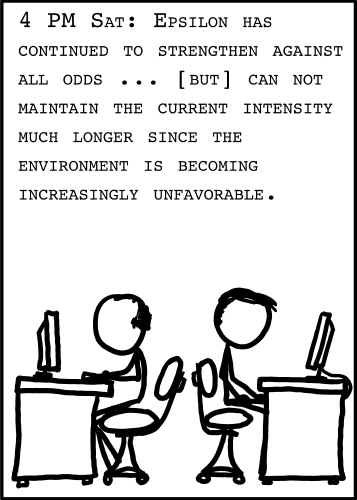 4 PM Sat: Epsilon has
continued to strengthen against
all odds ... [but] can not
maintain the current intensity
much longer since the
environment is becoming
increasingly unfavorable.